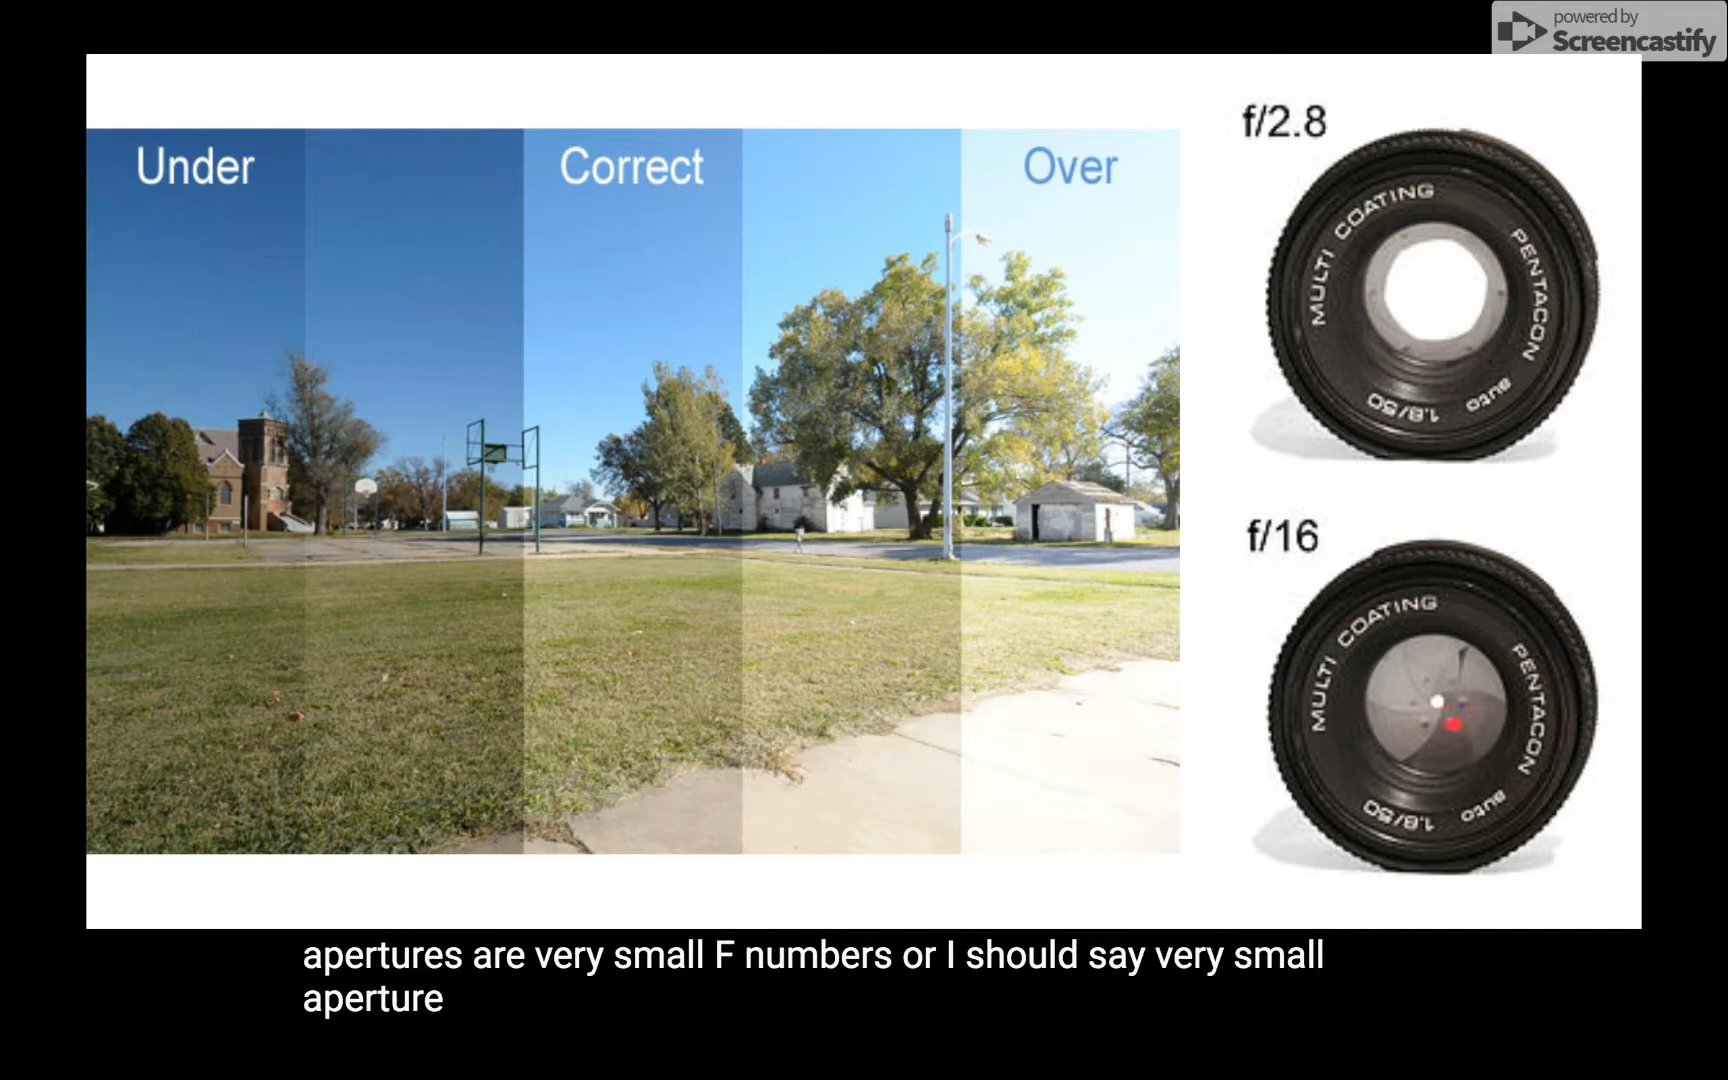 powered by
Screencastify
Under
Correct
Over
f/2.8
MULTI COATING
PENTACON
auto
1.8/50
f/16
MULTI COATING
PENTACON
auto
1.8/50
apertures are very small F numbers or I should say very small
aperture